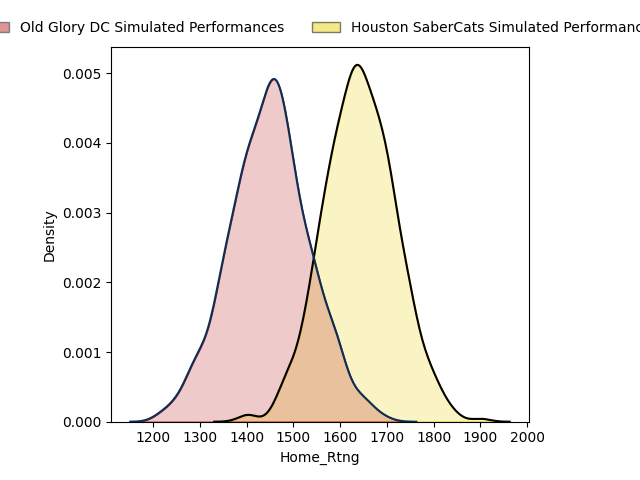 Old Glory DC Simulated Performances
Houston SaberCats Simulated
0.005
0.004
0.003
0.002
0.001
0.000
Density
1200 1300 1400 1500 1600 1700 1800 1900 2000
Home_Rtng